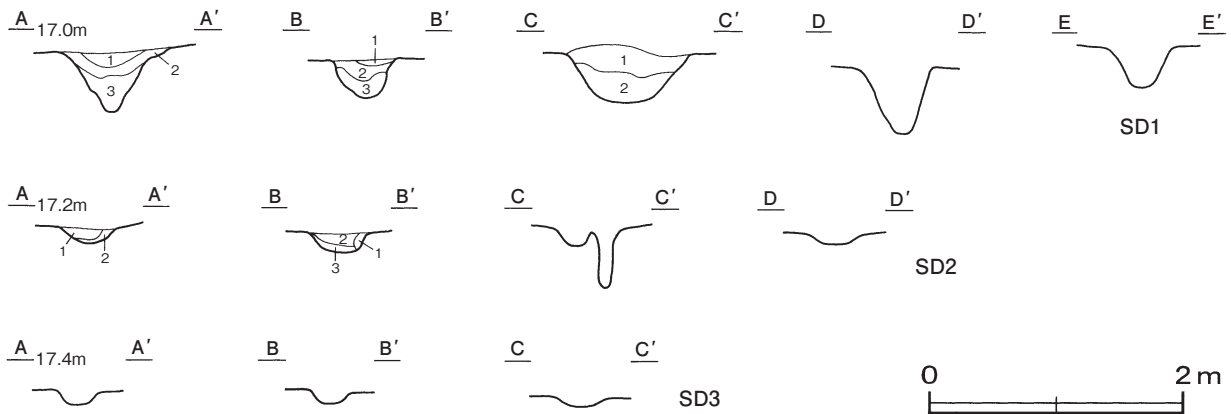 A 17.0m A′ B B′ C C′ D D′ E E′
1 2 3 1 2 3 1 2
SD1
A 17.2m A′ B B′ C C′ D D′
1 2 2 1 3
SD2
A 17.4m A′ B B′ C C′
SD3
0 2 m